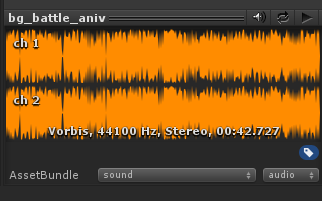 bg_battle_aniv
ch 1
ch 2
Vorbis, 44100 Hz, Stereo, 00:42.727
AssetBundle sound audio